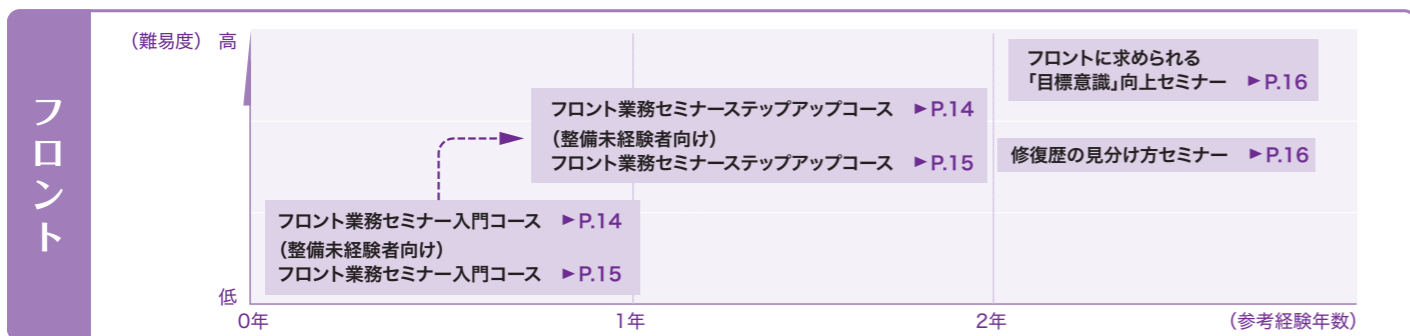 フロント
（難易度） 高
フロントに求められる
「目標意識」向上セミナー ►P.16
フロント業務セミナーステップアップコース ►P.14
（整備未経験者向け）
フロント業務セミナーステップアップコース ►P.15
修復歴の見分け方セミナー ►P.16
フロント業務セミナー入門コース ►P.14
（整備未経験者向け）
フロント業務セミナー入門コース ►P.15
低
0年 1年 2年 （参考経験年数）